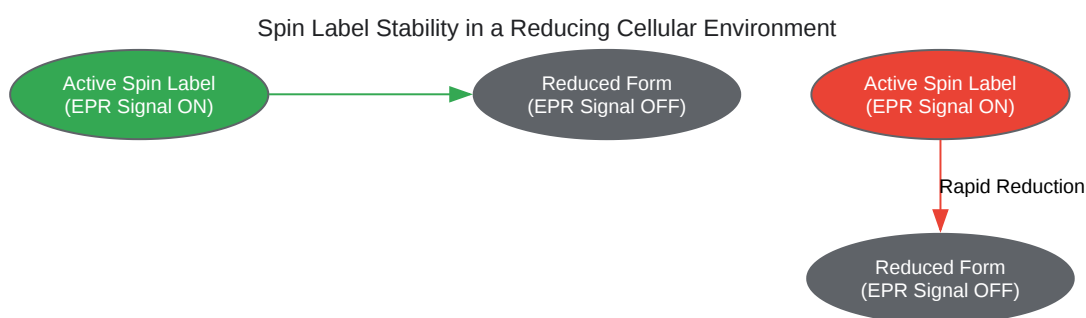 Spin Label Stability in a Reducing Cellular Environment
Active Spin Label
(EPR Signal ON)
Reduced Form
(EPR Signal OFF)
Active Spin Label
(EPR Signal ON)
Rapid Reduction
Reduced Form
(EPR Signal OFF)